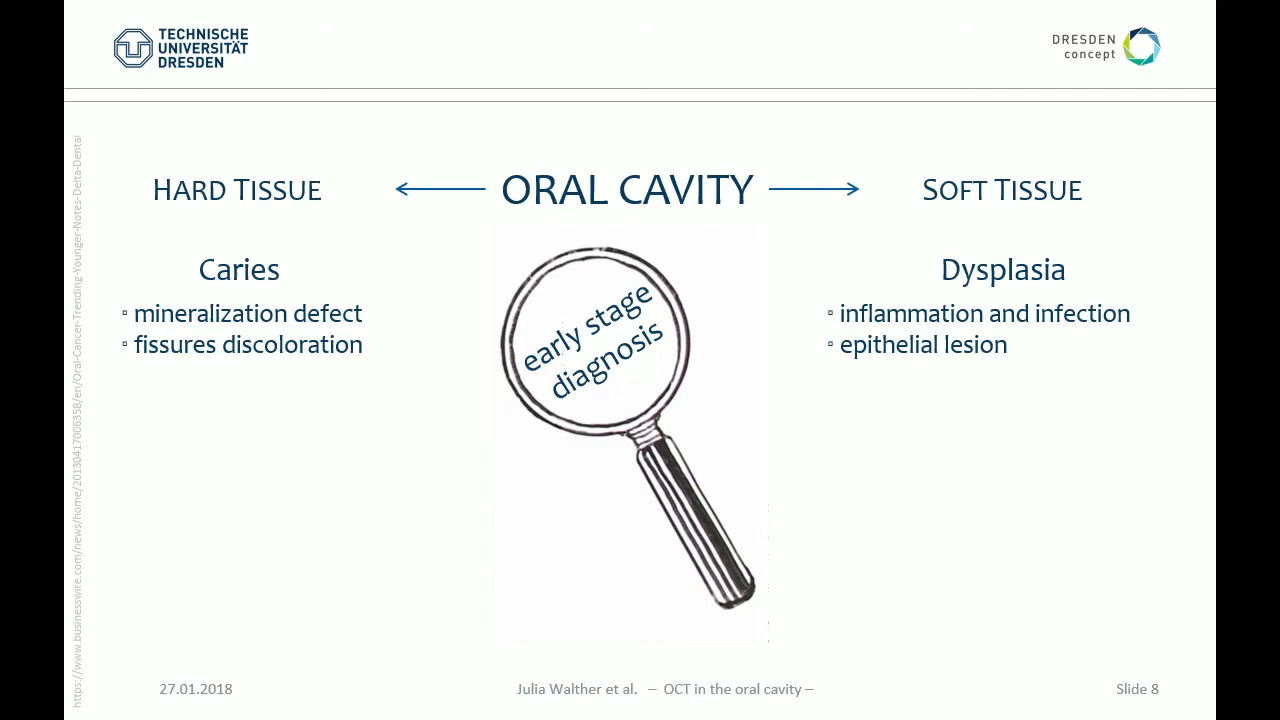 TECHNISCHE
UNIVERSITÄT
DRESDEN
DRESDEN
concept
HARD TISSUE
ORAL CAVITY
SOFT TISSUE
Caries
▫ mineralization defect
▫ fissures discoloration
early stage
diagnosis
Dysplasia
▫ inflammation and infection
▫ epithelial lesion
https://www.businesswire.com/news/home/20130417006358/en/Oral-Cancer-Trending-Younger-Notes-Delta-Dental
27.01.2018
Julia Walther et al. – OCT in the oral cavity –
Slide 8